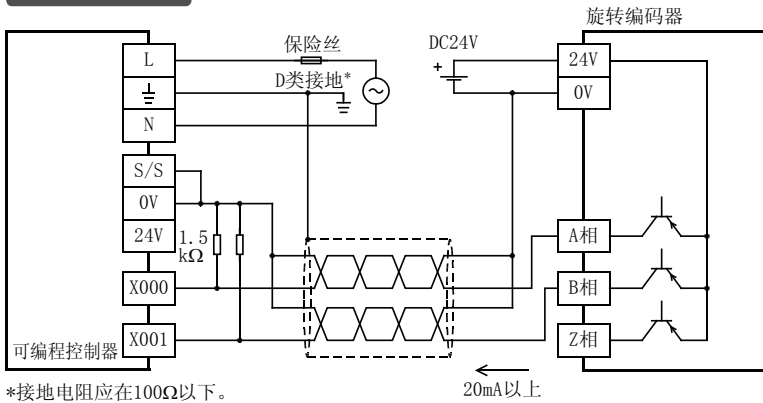 旋转编码器
保险丝
DC24V
L
24V
D类接地*
+
0V
N
S/S
0V
24V
1.5
kΩ
A相
X000
B相
X001
Z相
可编程控制器
*接地电阻应在100Ω以下。
20mA以上